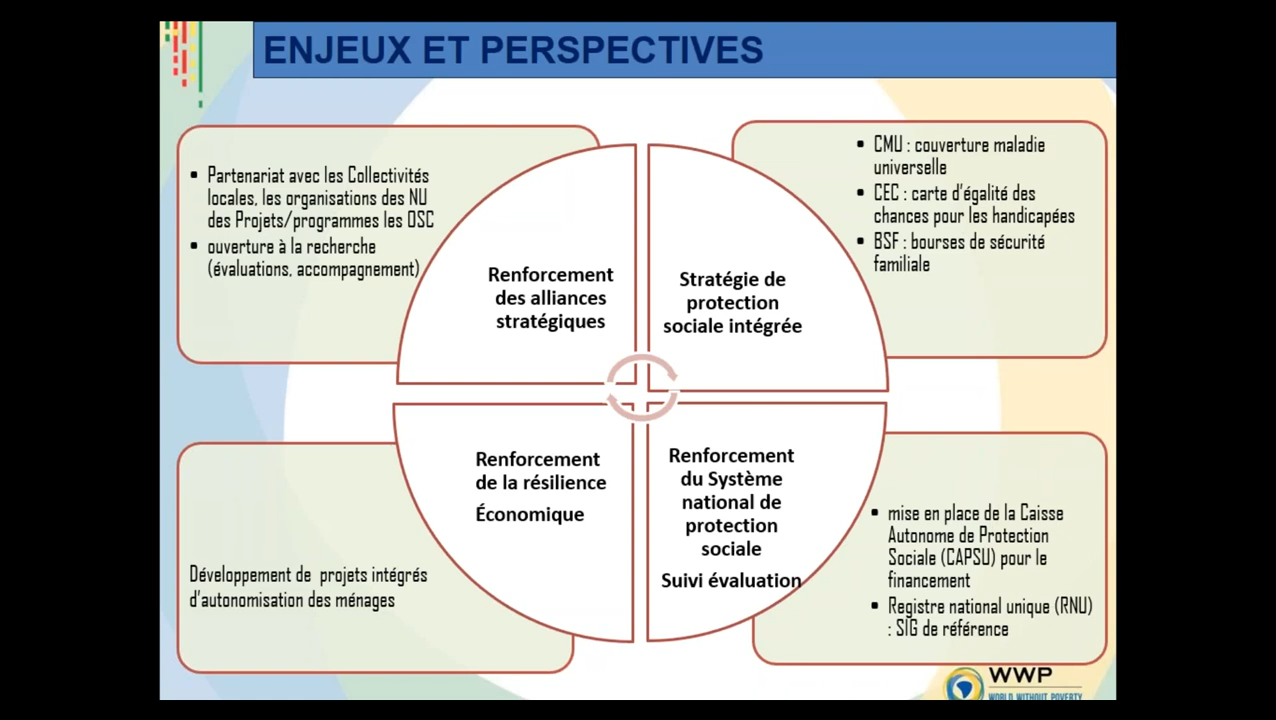 ENJEUX ET PERSPECTIVES
▪ Partenariat avec les Collectivités
locales, les organisations des NU
des Projets/programmes les OSC
▪ ouverture à la recherche
(évaluations, accompagnement)
Renforcement
des alliances
stratégiques
▪ CMU : couverture maladie
universelle
▪ CEC : carte d'égalité des
chances pour les handicapées
▪ BSF : bourses de sécurité
familiale
Stratégie de
protection
sociale intégrée
Renforcement
de la résilience
Économique
Développement de projets intégrés
d'autonomisation des ménages
Renforcement
du Système
national de
protection
sociale
Suivi évaluation
▪ mise en place de la Caisse
Autonome de Protection
Sociale (CAPSU) pour le
financement
▪ Registre national unique (RNU)
: SIG de référence
WWP
WORLD WITHOUT POVERTY